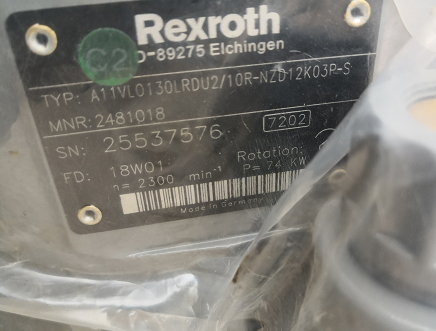 Rexroth
D-89275 Elchingen
C2
TYP: A11VLO130LRDU2/10R-NZD12K03P-S
MNR: 2481018
7202
SN: 25537576
FD: 18W01
Rotation:
n= 2300 min⁻¹ P= 74 KW
Made in Germany